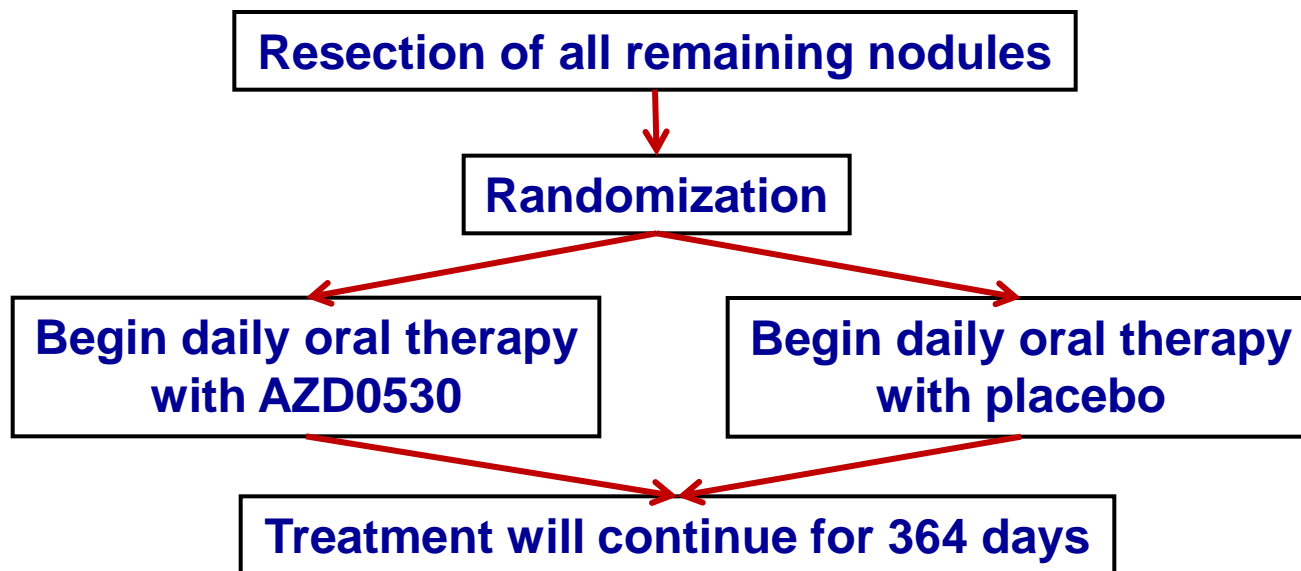 Resection of all remaining nodules
Randomization
Begin daily oral therapy
with AZD0530
Begin daily oral therapy
with placebo
Treatment will continue for 364 days